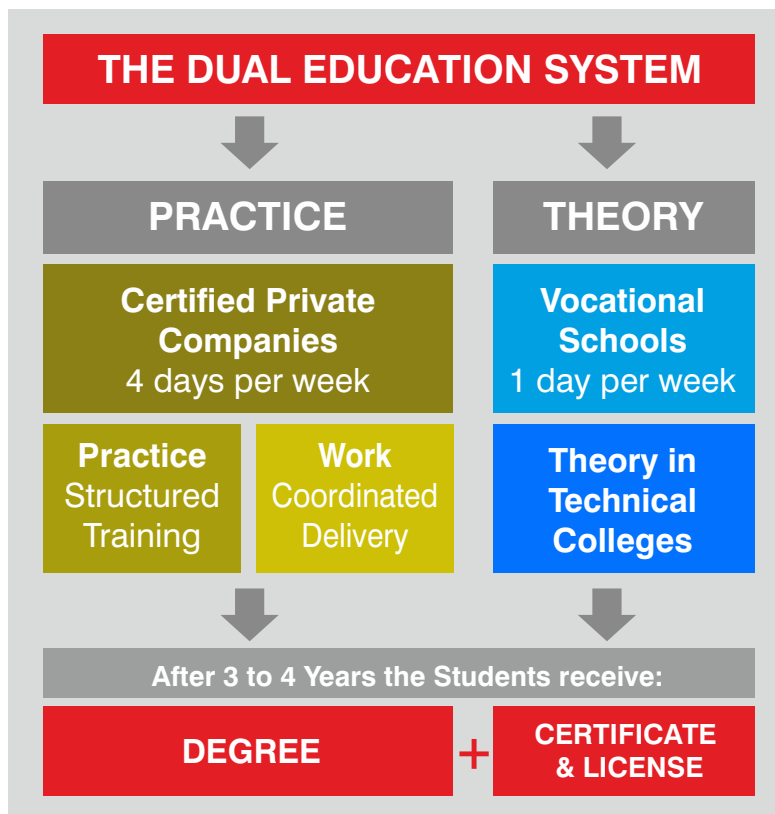 THE DUAL EDUCATION SYSTEM
PRACTICE
Certified Private
Companies
4 days per week
Practice
Structured
Training
Work
Coordinated
Delivery
THEORY
Vocational
Schools
1 day per week
Theory in
Technical
Colleges
After 3 to 4 Years the Students receive:
DEGREE
+
CERTIFICATE
& LICENSE